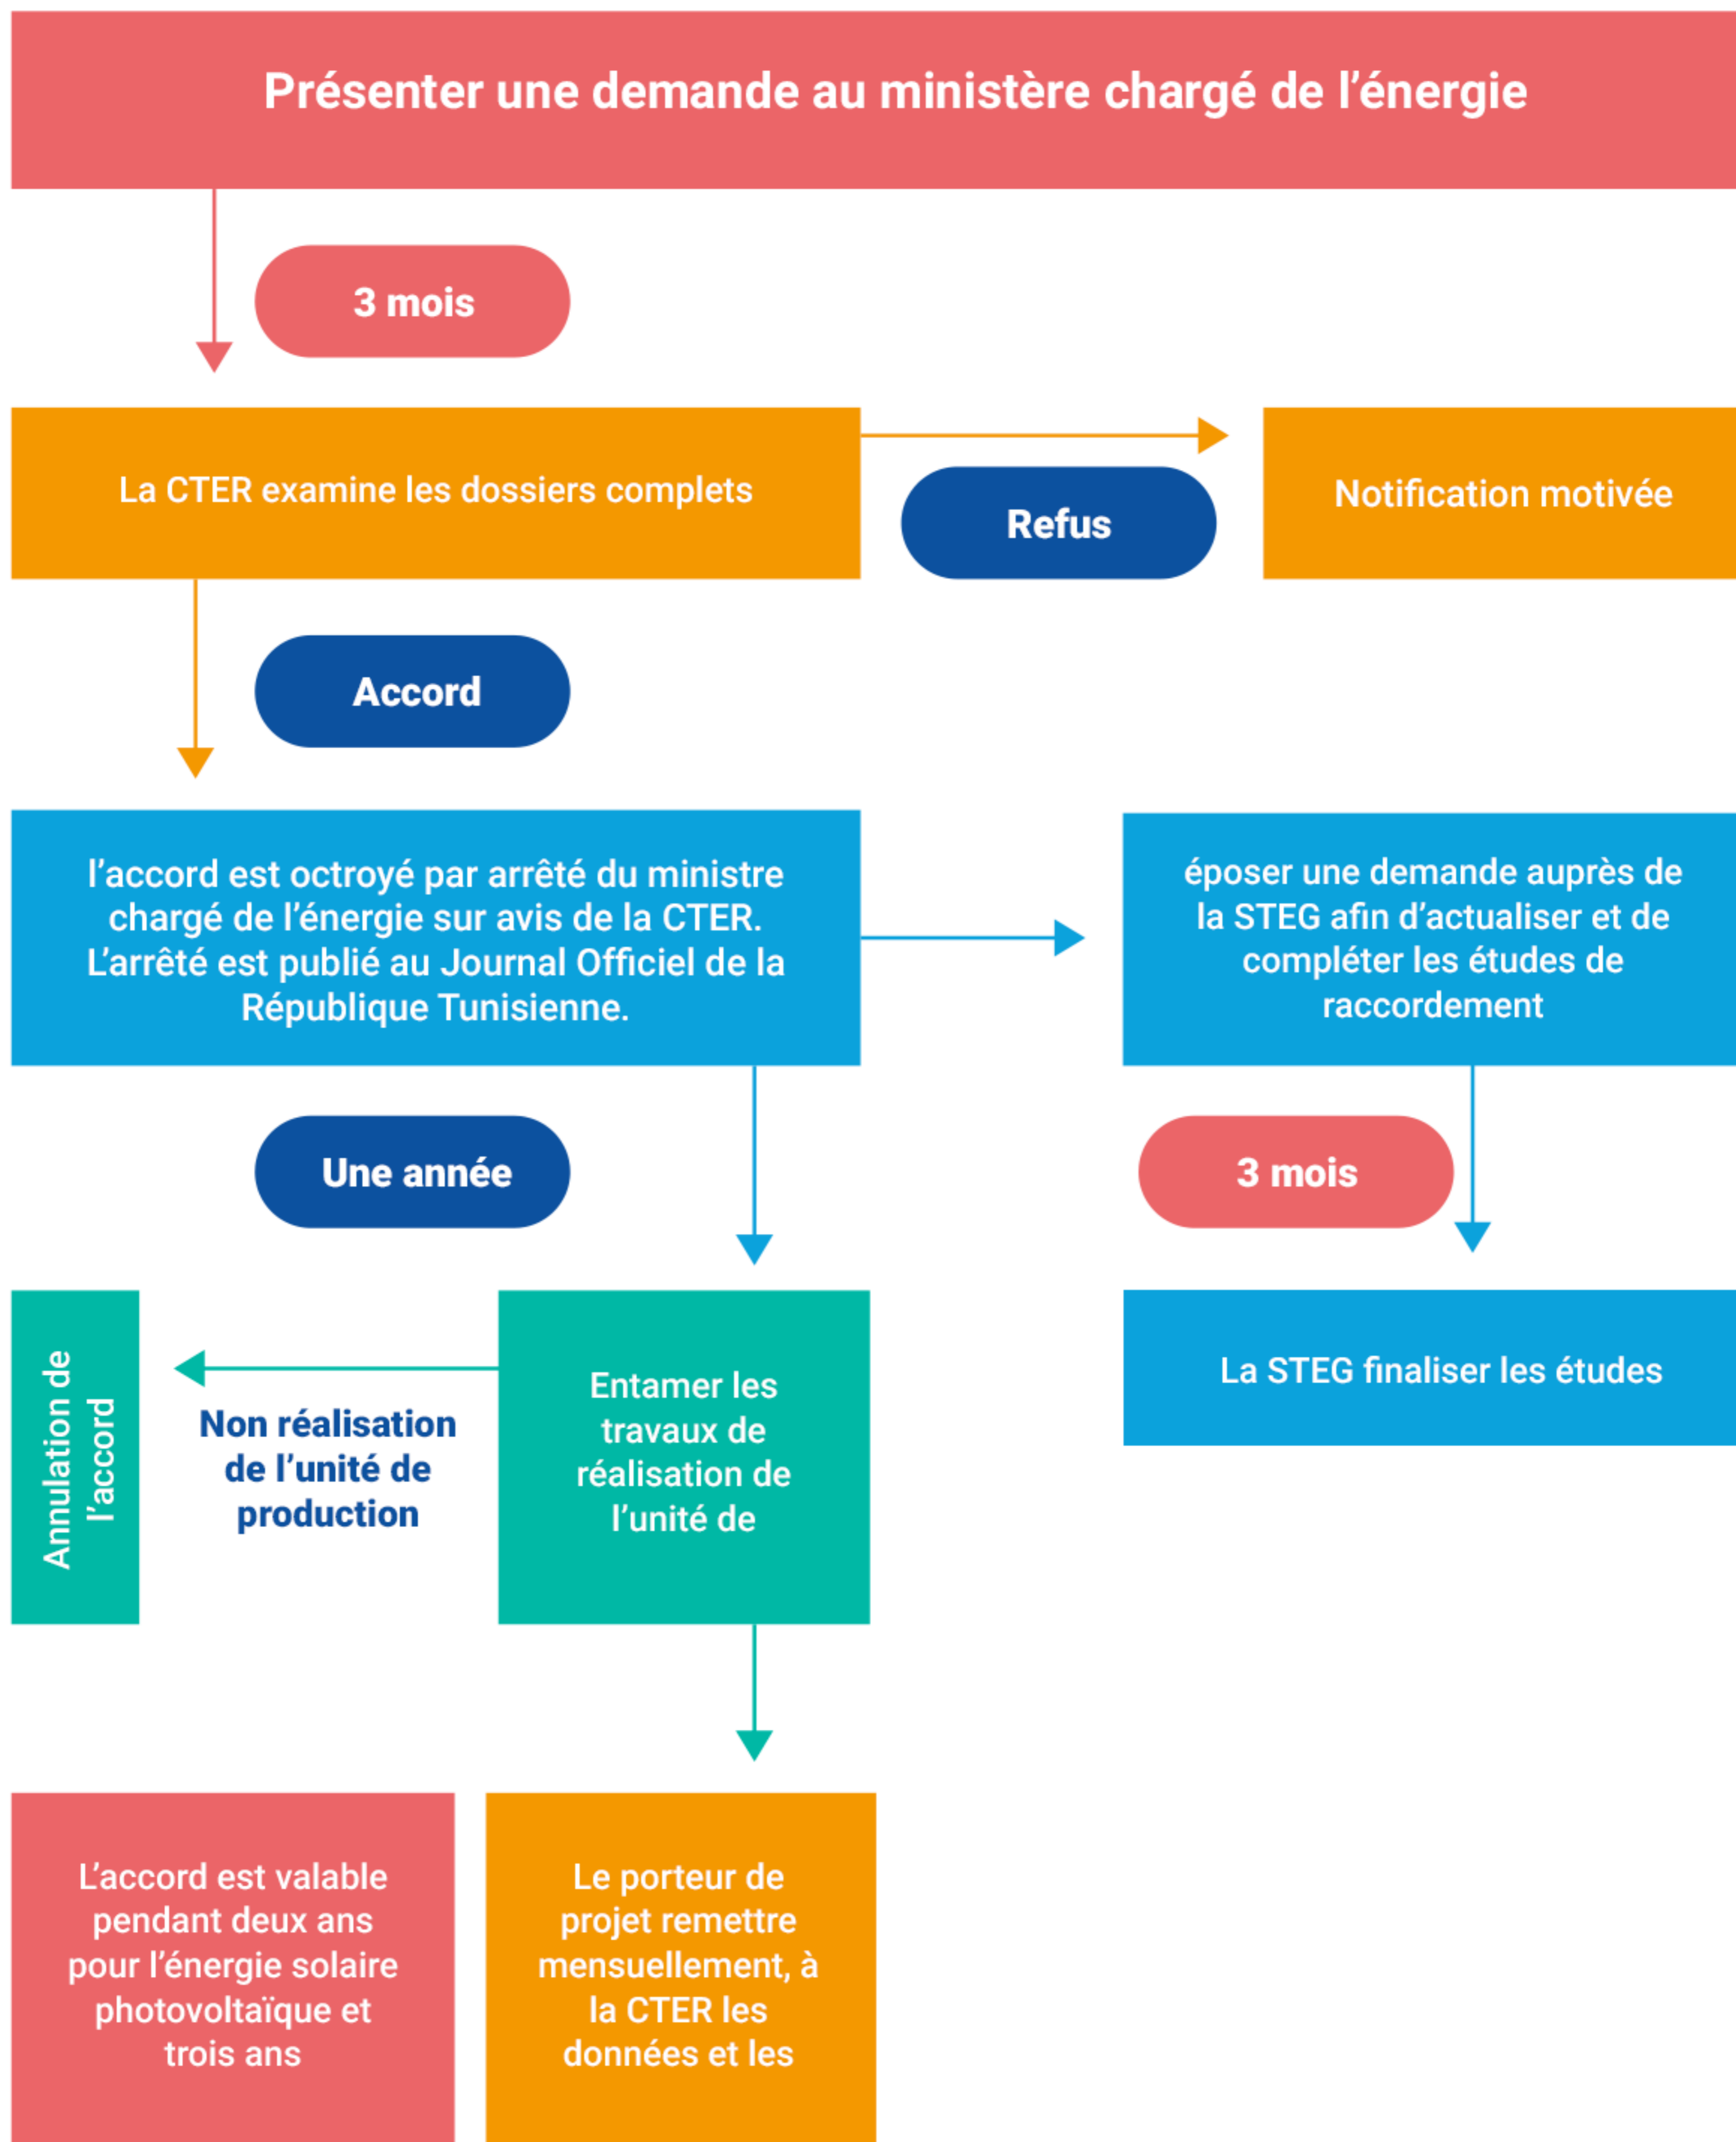 Présenter une demande au ministère chargé de l’énergie
3 mois
La CTER examine les dossiers complets
Refus
Notification motivée
Accord
l’accord est octroyé par arrêté du ministre
chargé de l’énergie sur avis de la CTER.
L’arrêté est publié au Journal Officiel de la
République Tunisienne.
époser une demande auprès de
la STEG afin d’actualiser et de
compléter les études de
raccordement
Une année
3 mois
Annulation de
l’accord
Non réalisation
de l’unité de
production
Entamer les
travaux de
réalisation de
l’unité de
La STEG finaliser les études
L’accord est valable
pendant deux ans
pour l’énergie solaire
photovoltaïque et
trois ans
Le porteur de
projet remettre
mensuellement, à
la CTER les
données et les